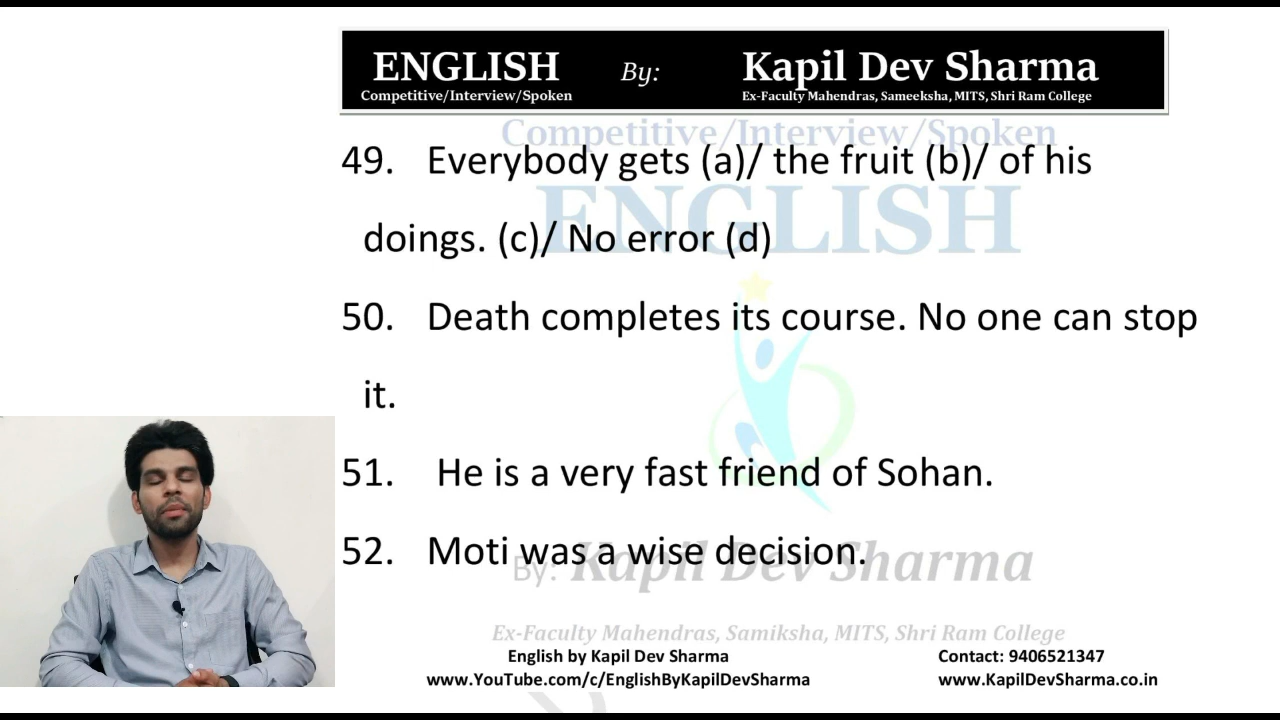 ENGLISH By: Kapil Dev Sharma
Competitive/Interview/Spoken Ex-Faculty Mahendras, Sameeksha, MITS, Shri Ram College
Competitive/Interview/Spoken
49. Everybody gets (a)/ the fruit (b)/ of his
ENGLISH
doings. (c)/ No error (d)
50. Death completes its course. No one can stop
it.
51. He is a very fast friend of Sohan.
52. Moti was a wise decision.
By: Kapil Dev Sharma
Ex-Faculty Mahendras, Samiksha, MITS, Shri Ram College
English by Kapil Dev Sharma Contact: 9406521347
www.YouTube.com/c/EnglishByKapilDevSharma www.KapilDevSharma.co.in